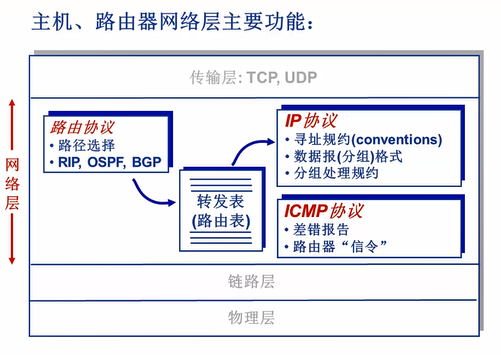 主机、路由器网络层主要功能：
传输层: TCP, UDP
网络层
路由协议
• 路径选择
• RIP, OSPF, BGP
转发表
(路由表)
IP协议
• 寻址规约(conventions)
• 数据报(分组)格式
• 分组处理规约
ICMP协议
• 差错报告
• 路由器“信令”
链路层
物理层